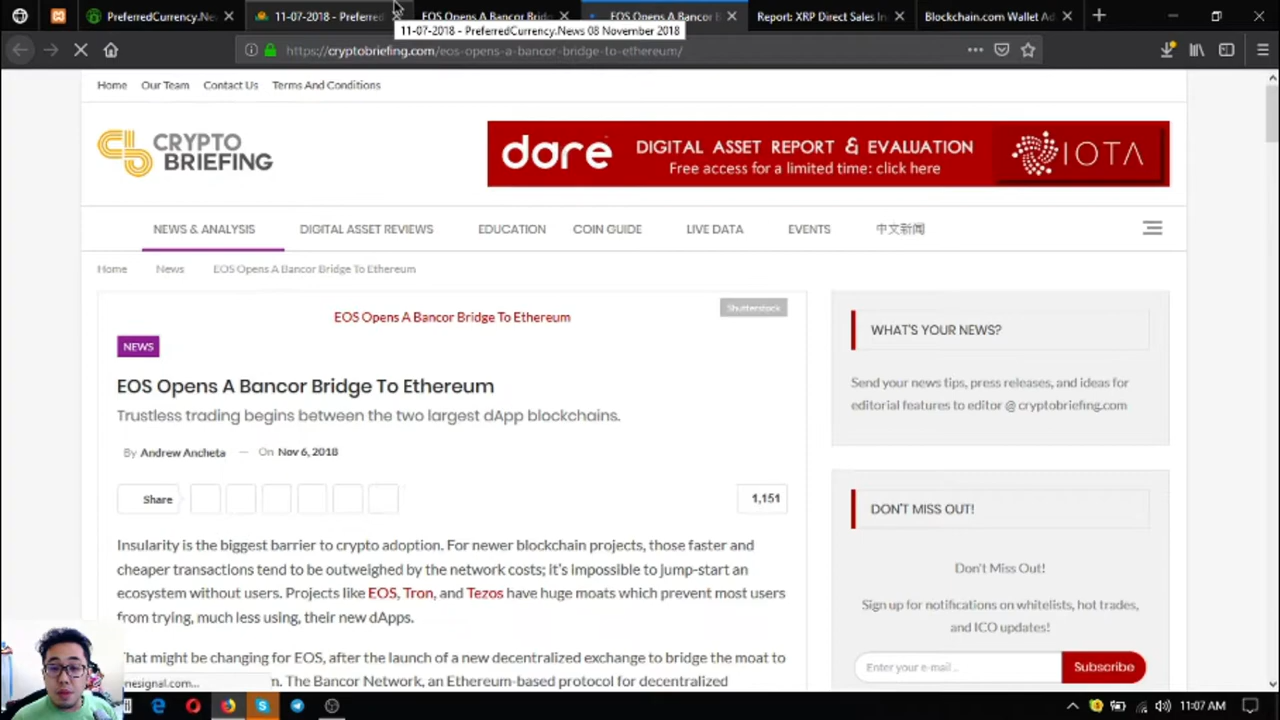 PreferredCurrency.Ne
11-07-2018 - Preferred
EOS Opens A Bancor Brid
EOS Opens A Bancor B
Report: XRP Direct Sales In
Blockchain.com Wallet Ad
11-07-2018 - PreferredCurrency.News 08 November 2018
https://cryptobriefing.com/eos-opens-a-bancor-bridge-to-ethereum/
Home Our Team Contact Us Terms And Conditions
CRYPTO
BRIEFING
dare
DIGITAL ASSET REPORT & EVALUATION
Free access for a limited time: click here
IOTA
NEWS & ANALYSIS DIGITAL ASSET REVIEWS EDUCATION COIN GUIDE LIVE DATA EVENTS 中文新闻
Home News EOS Opens A Bancor Bridge To Ethereum
EOS Opens A Bancor Bridge To Ethereum
Shutterstock
NEWS
EOS Opens A Bancor Bridge To Ethereum
Trustless trading begins between the two largest dApp blockchains.
By Andrew Ancheta — On Nov 6, 2018
Share
1,151
Insularity is the biggest barrier to crypto adoption. For newer blockchain projects, those faster and
cheaper transactions tend to be outweighed by the network costs; it's impossible to jump-start an
ecosystem without users. Projects like EOS, Tron, and Tezos have huge moats which prevent most users
from trying, much less using, their new dApps.
That might be changing for EOS, after the launch of a new decentralized exchange to bridge the moat to
The Bancor Network, an Ethereum-based protocol for decentralized
WHAT'S YOUR NEWS?
Send your news tips, press releases, and ideas for
editorial features to editor @ cryptobriefing.com
DON'T MISS OUT!
Don't Miss Out!
Sign up for notifications on whitelists, hot trades,
and ICO updates!
Enter your e-mail ..
Subscribe
nesignal.com...
11:07 AM